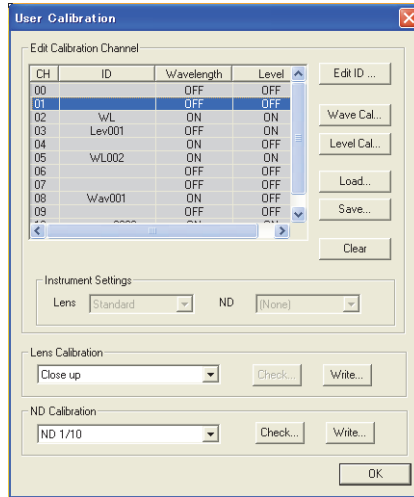 User Calibration
Edit Calibration Channel
CH ID Wavelength Level
00 OFF OFF
01 OFF OFF
02 WL ON ON
03 Lev001 OFF OFF
04 ON ON
05 WL002 ON ON
06 OFF OFF
07 OFF OFF
08 Wav001 ON ON
09 OFF OFF
Edit ID ...
Wave Cal...
Level Cal...
Load...
Save...
Clear
Instrument Settings
Lens Standard ND (None)
Lens Calibration
Close up Check... Write...
ND Calibration
ND 1/10 Check... Write...
OK